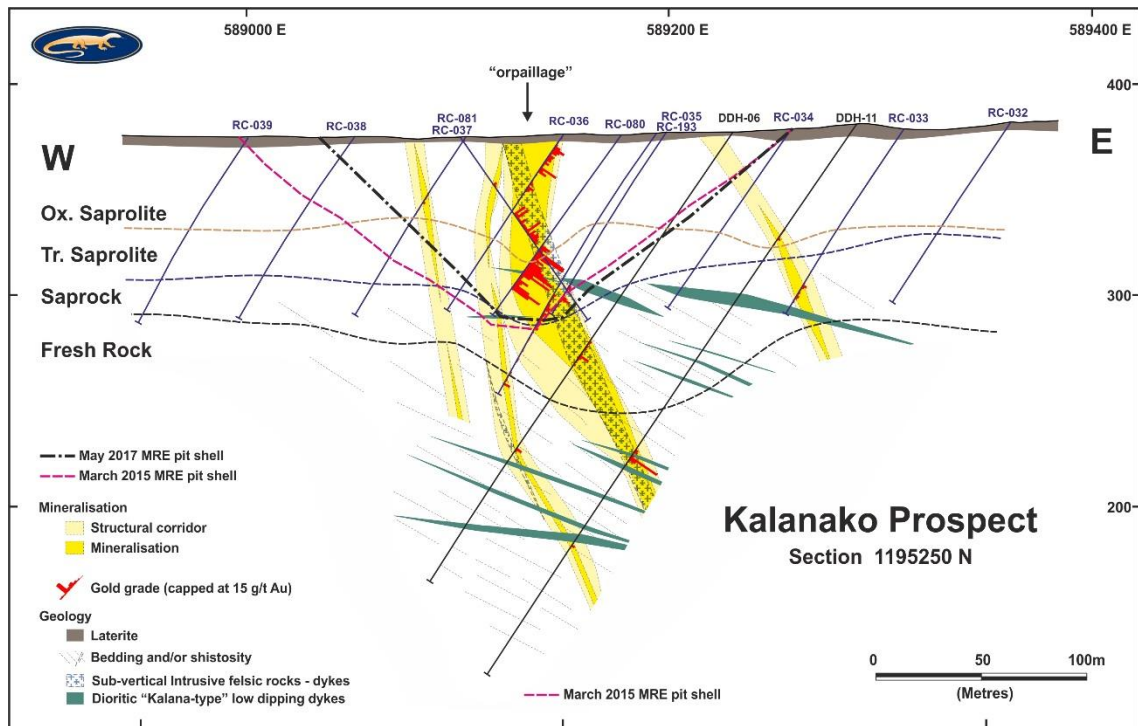 589000 E
589200 E
589400 E
"orpaillage"
400
RC-039
RC-038
RC-081
RC-037
RC-036
RC-080
RC-035
RC-193
DDH-06
RC-034
DDH-11
RC-033
RC-032
W
E
Ox. Saprolite
Tr. Saprolite
Saprock
300
Fresh Rock
May 2017 MRE pit shell
March 2015 MRE pit shell
Mineralisation
Structural corridor
Mineralisation
Gold grade (capped at 15 g/t Au)
Geology
Laterite
Bedding and/or shistosity
Sub-vertical Intrusive felsic rocks - dykes
Dioritic "Kalana-type" low dipping dykes
200
Kalanako Prospect
Section 1195250 N
March 2015 MRE pit shell
0 50 100m
(Metres)